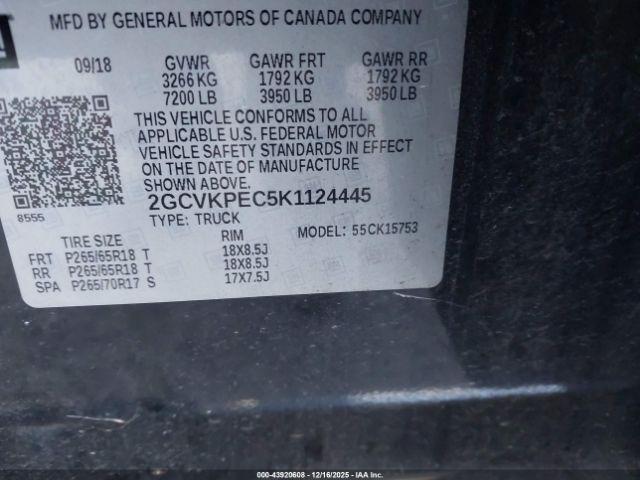 MFD BY GENERAL MOTORS OF CANADA COMPANY
09/18 GVWR GAWR FRT GAWR RR
3266 KG 1792 KG 1792 KG
7200 LB 3950 LB 3950 LB
THIS VEHICLE CONFORMS TO ALL
APPLICABLE U.S. FEDERAL MOTOR
VEHICLE SAFETY STANDARDS IN EFFECT
ON THE DATE OF MANUFACTURE
SHOWN ABOVE.
8555
2GCVKPEC5K1124445
TYPE: TRUCK
MODEL: 55CK15753
TIRE SIZE RIM
FRT P265/65R18 T 18X8.5J
RR P265/65R18 T 18X8.5J
SPA P265/70R17 S 17X7.5J
000-43920608 - 12/16/2025 - IAAI, Inc.